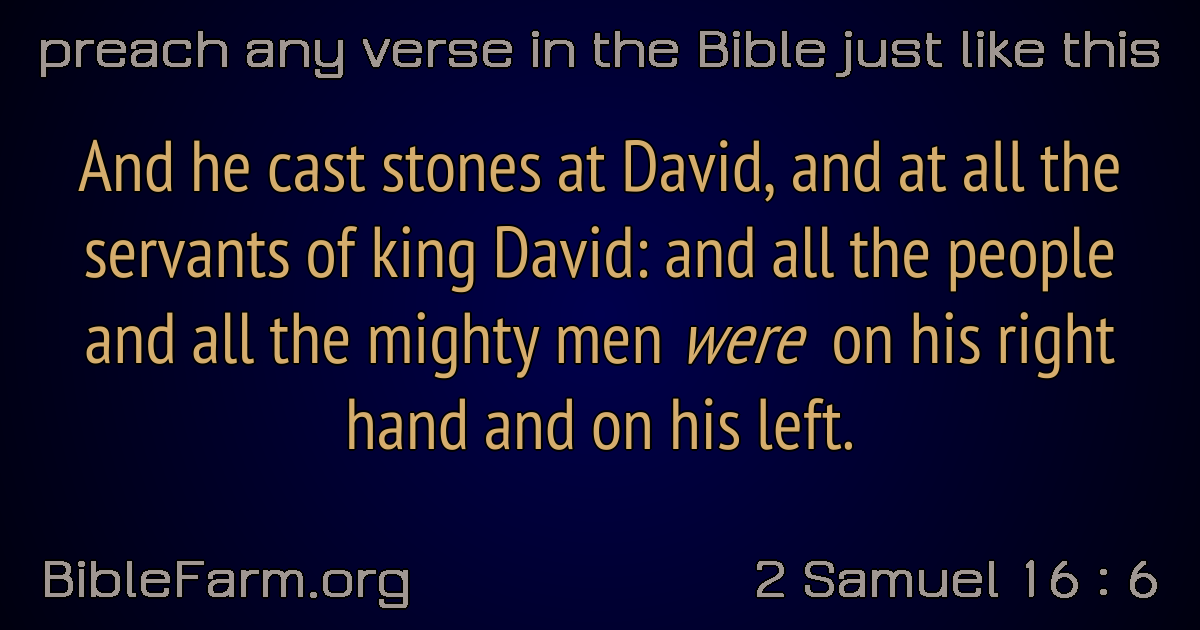 preach any verse in the Bible just like this
And he cast stones at David, and at all the
servants of king David: and all the people
and all the mighty men were on his right
hand and on his left.
BibleFarm.org
2 Samuel 16 : 6